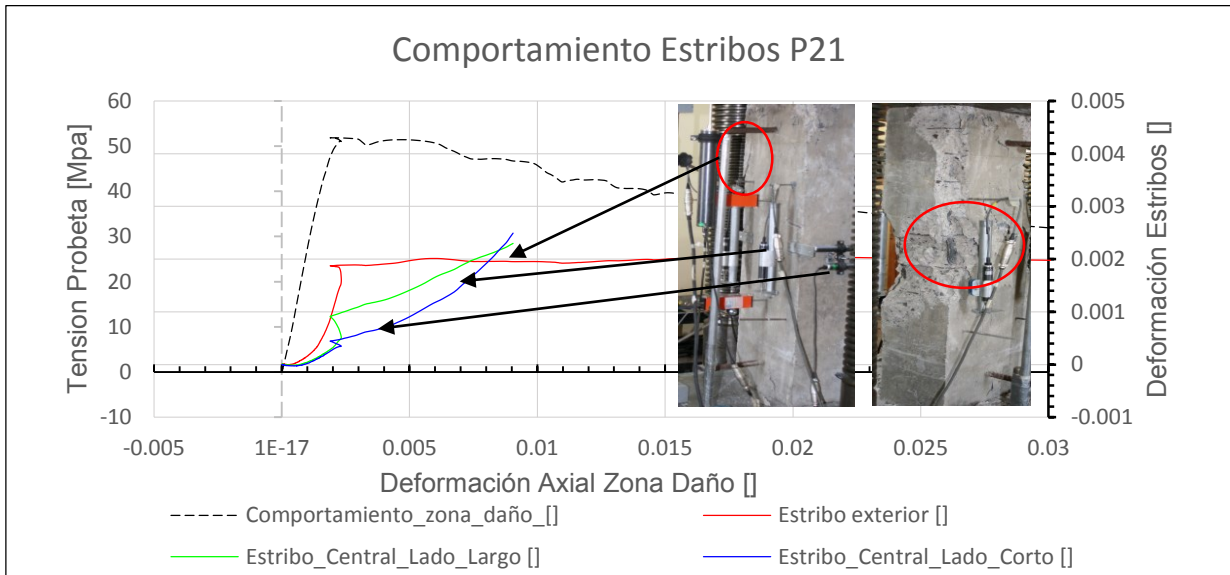 Comportamiento Estribos P21
Tension Probeta [Mpa]
60
50
40
30
20
10
0
-10
Deformación Estribos []
0.005
0.004
0.003
0.002
0.001
0
-0.001
-0.005 1E-17 0.005 0.01 0.015 0.02 0.025 0.03
Deformación Axial Zona Daño []
Comportamiento_zona_daño_[] Estribo exterior []
Estribo_Central_Lado_Largo [] Estribo_Central_Lado_Corto []